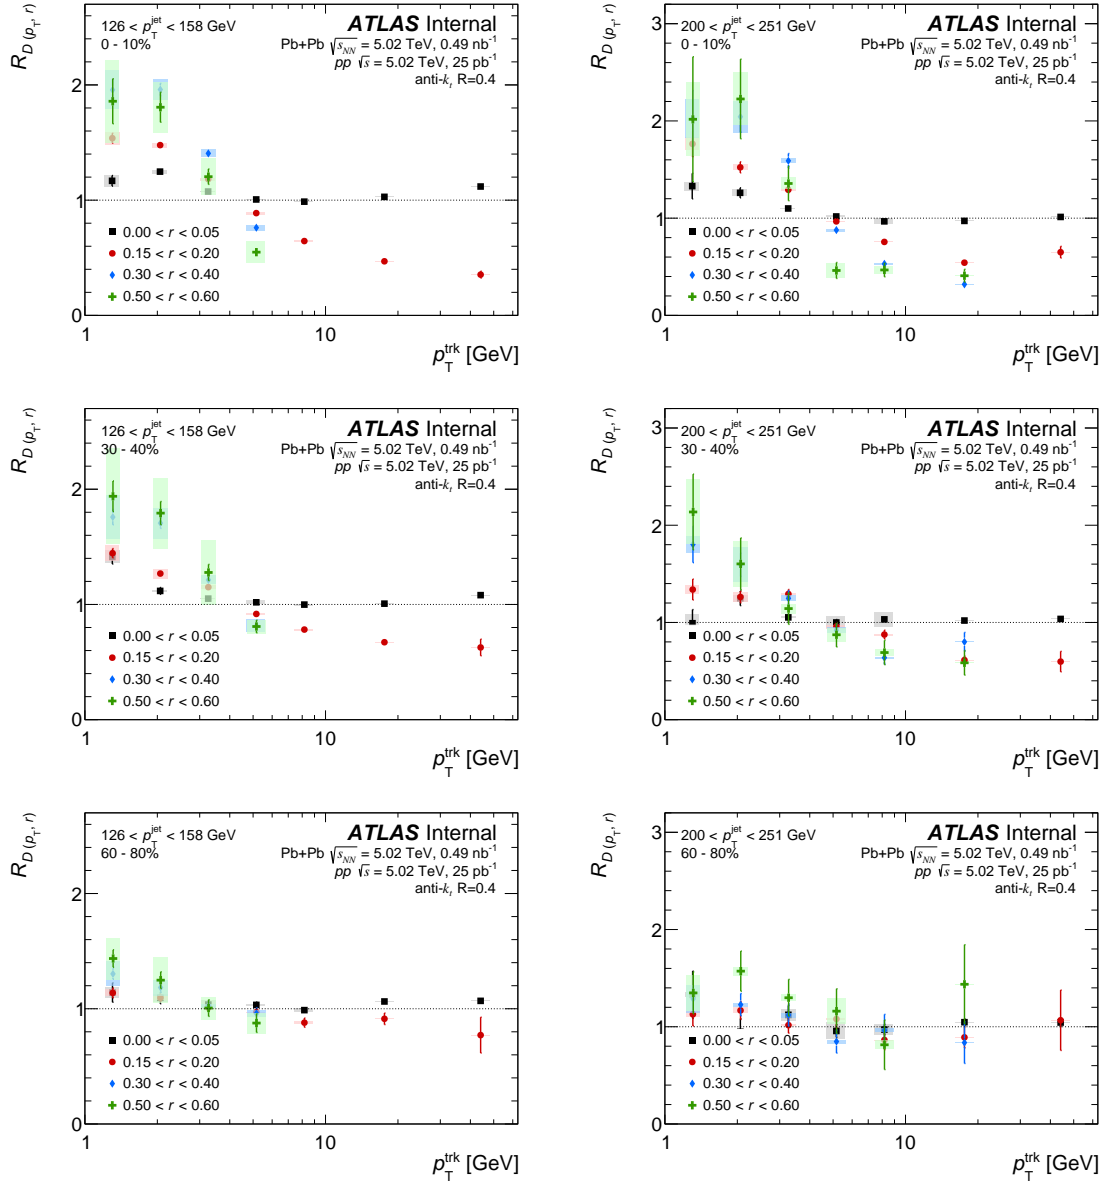 R_D (p_T, r)
126 < p_T^jet < 158 GeV
0 - 10%
ATLAS Internal
Pb+Pb √s_NN = 5.02 TeV, 0.49 nb⁻¹
pp √s = 5.02 TeV, 25 pb⁻¹
anti-k_t R=0.4
2
1
0
0.00 < r < 0.05
0.15 < r < 0.20
0.30 < r < 0.40
0.50 < r < 0.60
1
10
p_T^trk [GeV]
R_D (p_T, r)
200 < p_T^jet < 251 GeV
0 - 10%
ATLAS Internal
Pb+Pb √s_NN = 5.02 TeV, 0.49 nb⁻¹
pp √s = 5.02 TeV, 25 pb⁻¹
anti-k_t R=0.4
3
2
1
0
0.00 < r < 0.05
0.15 < r < 0.20
0.30 < r < 0.40
0.50 < r < 0.60
1
10
p_T^trk [GeV]
R_D (p_T, r)
126 < p_T^jet < 158 GeV
30 - 40%
ATLAS Internal
Pb+Pb √s_NN = 5.02 TeV, 0.49 nb⁻¹
pp √s = 5.02 TeV, 25 pb⁻¹
anti-k_t R=0.4
2
1
0
0.00 < r < 0.05
0.15 < r < 0.20
0.30 < r < 0.40
0.50 < r < 0.60
1
10
p_T^trk [GeV]
R_D (p_T, r)
200 < p_T^jet < 251 GeV
30 - 40%
ATLAS Internal
Pb+Pb √s_NN = 5.02 TeV, 0.49 nb⁻¹
pp √s = 5.02 TeV, 25 pb⁻¹
anti-k_t R=0.4
3
2
1
0
0.00 < r < 0.05
0.15 < r < 0.20
0.30 < r < 0.40
0.50 < r < 0.60
1
10
p_T^trk [GeV]
R_D (p_T, r)
126 < p_T^jet < 158 GeV
60 - 80%
ATLAS Internal
Pb+Pb √s_NN = 5.02 TeV, 0.49 nb⁻¹
pp √s = 5.02 TeV, 25 pb⁻¹
anti-k_t R=0.4
2
1
0
0.00 < r < 0.05
0.15 < r < 0.20
0.30 < r < 0.40
0.50 < r < 0.60
1
10
p_T^trk [GeV]
R_D (p_T, r)
200 < p_T^jet < 251 GeV
60 - 80%
ATLAS Internal
Pb+Pb √s_NN = 5.02 TeV, 0.49 nb⁻¹
pp √s = 5.02 TeV, 25 pb⁻¹
anti-k_t R=0.4
3
2
1
0
0.00 < r < 0.05
0.15 < r < 0.20
0.30 < r < 0.40
0.50 < r < 0.60
1
10
p_T^trk [GeV]